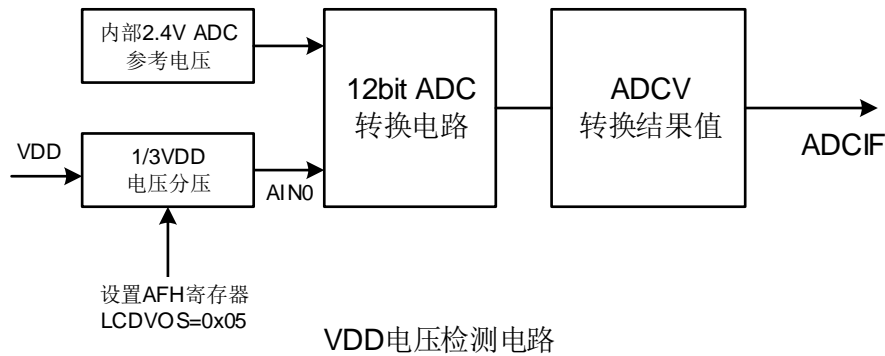 内部2.4V ADC
参考电压
12bit ADC
转换电路
ADCV
转换结果值
ADCIF
VDD
1/3VDD
电压分压
AIN0
设置AFH寄存器
LCDVOS=0x05
VDD电压检测电路